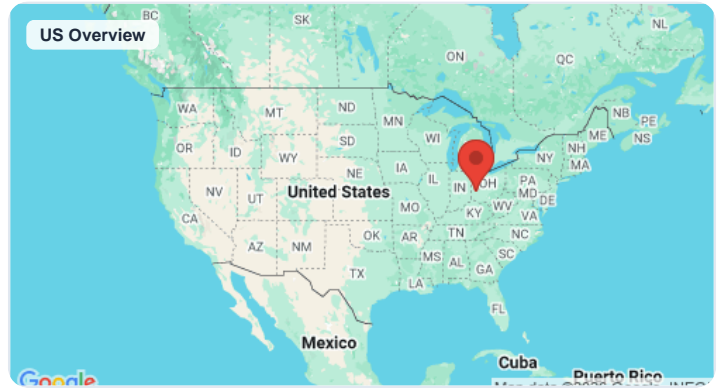 US Overview
BC
SK
NL
ON
QC
WA
MT
ND
MN
NB
PE
OR
ID
WY
SD
WI
ME
NS
NH
NY
MA
NE
IA
IL
IN
OH
PA
MD
DE
NV
UT
United States
MO
KY
WV
VA
CA
AZ
NM
OK
AR
TN
NC
SC
MS
AL
GA
TX
LA
FL
Mexico
Cuba
Puerto Rico
Google